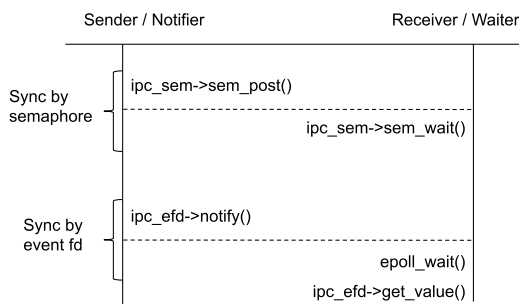 Sender / Notifier
Receiver / Waiter
ipc_sem->sem_post()
Sync by
semaphore
ipc_sem->sem_wait()
ipc_efd->notify()
Sync by
event fd
epoll_wait()
ipc_efd->get_value()